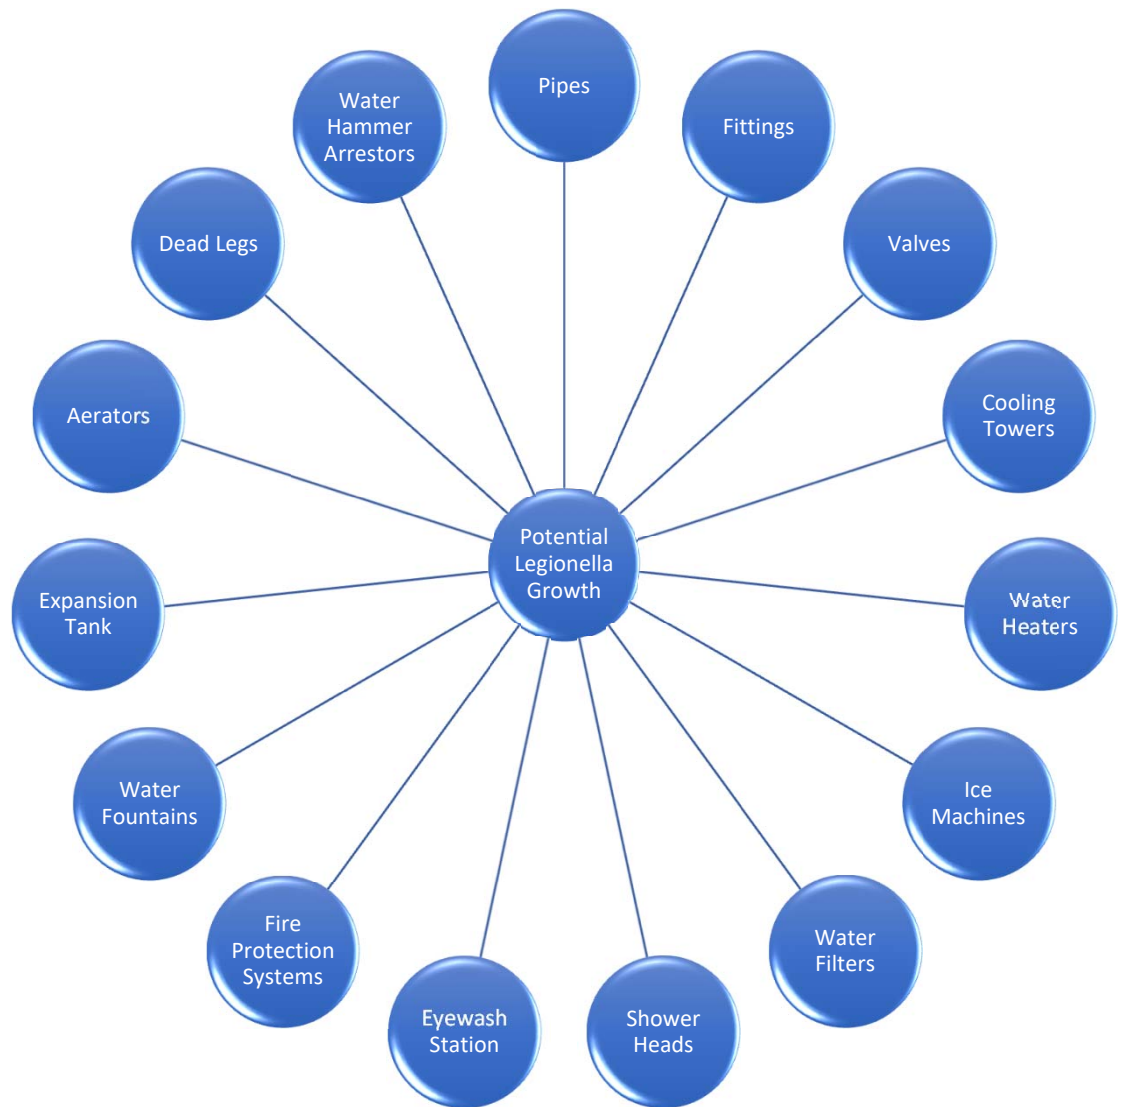 Pipes
Fittings
Valves
Cooling
Towers
Water
Heaters
Ice
Machines
Water
Filters
Shower
Heads
Eyewash
Station
Fire
Protection
Systems
Water
Fountains
Expansion
Tank
Aerators
Dead Legs
Water
Hammer
Arrestors
Potential
Legionella
Growth